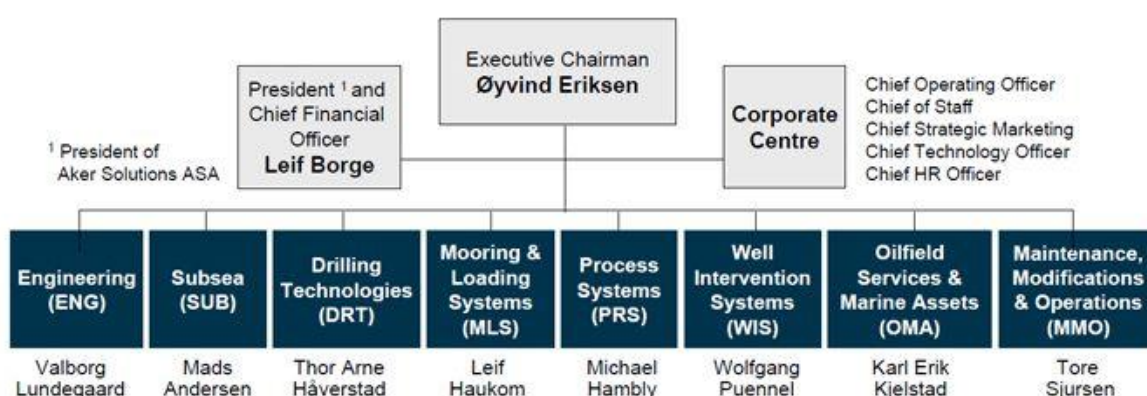 Executive Chairman
Øyvind Eriksen
President ¹ and
Chief Financial
Officer
Leif Borge
¹ President of
Aker Solutions ASA
Corporate
Centre
Chief Operating Officer
Chief of Staff
Chief Strategic Marketing
Chief Technology Officer
Chief HR Officer
Engineering
(ENG)
Valborg
Lundegaard
Subsea
(SUB)
Mads
Andersen
Drilling
Technologies
(DRT)
Thor Arne
Håverstad
Mooring &
Loading
Systems
(MLS)
Leif
Haukom
Process
Systems
(PRS)
Michael
Hambly
Well
Intervention
Systems
(WIS)
Wolfgang
Puennel
Oilfield
Services &
Marine Assets
(OMA)
Karl Erik
Kjelstad
Maintenance,
Modifications
& Operations
(MMO)
Tore
Sjursen